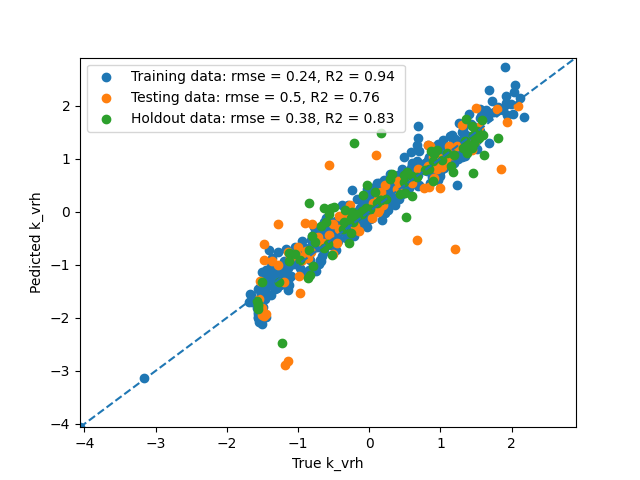 Training data: rmse = 0.24, R2 = 0.94
Testing data: rmse = 0.5, R2 = 0.76
Holdout data: rmse = 0.38, R2 = 0.83
2
1
0
−1
−2
−3
−4
Pedicted k_vrh
−4
−3
−2
−1
0
1
2
True k_vrh